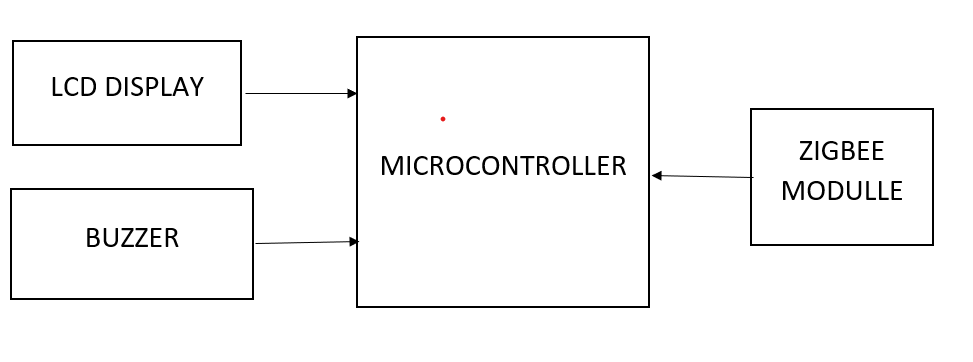 LCD DISPLAY
MICROCONTROLLER
ZIGBEE
MODULLE
BUZZER